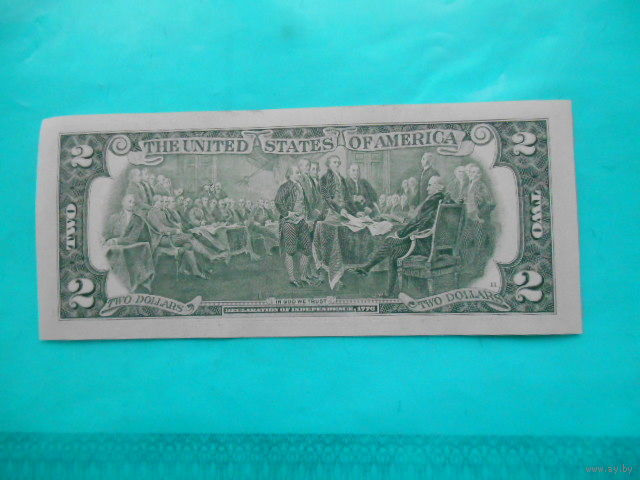 THE UNITED STATES OF AMERICA
2 2
TWO TWO
2 2
TWO DOLLARS TWO DOLLARS
IN GOD WE TRUST
DECLARATION OF INDEPENDENCE, 1776
www.ay.by